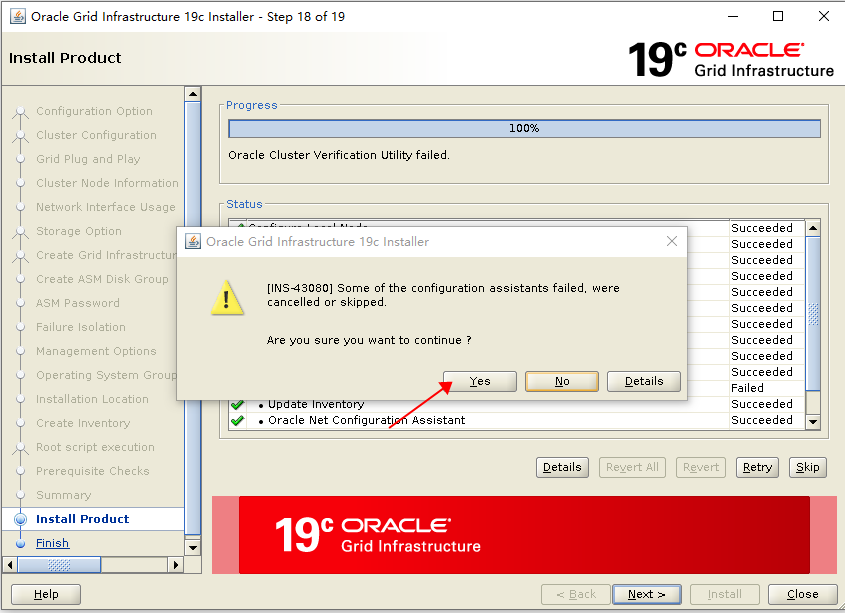 Oracle Grid Infrastructure 19c Installer - Step 18 of 19
Install Product
19c ORACLE
Grid Infrastructure
Configuration Option
Cluster Configuration
Grid Plug and Play
Cluster Node Information
Network Interface Usage
Storage Option
Create Grid Infrastructur
Create ASM Disk Group
ASM Password
Failure Isolation
Management Options
Operating System Group
Installation Location
Create Inventory
Root script execution
Prerequisite Checks
Summary
Install Product
Finish
Progress
100%
Oracle Cluster Verification Utility failed.
Status
Configure Local Node
Succeeded
Succeeded
Succeeded
Succeeded
Succeeded
Succeeded
Succeeded
Succeeded
Succeeded
Succeeded
Failed
• Update Inventory Succeeded
• Oracle Net Configuration Assistant Succeeded
Oracle Grid Infrastructure 19c Installer
[INS-43080] Some of the configuration assistants failed, were
cancelled or skipped.
Are you sure you want to continue ?
Yes No Details
Details Revert All Revert Retry Skip
19c ORACLE
Grid Infrastructure
Help < Back Next > Install Close